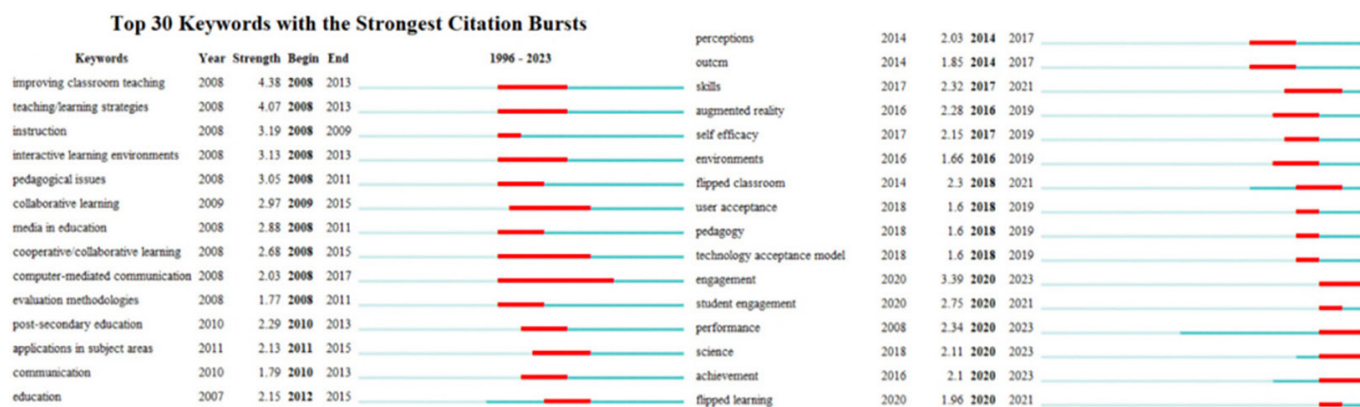 Top 30 Keywords with the Strongest Citation Bursts
Keywords Year Strength Begin End 1996 - 2023
improving classroom teaching 2008 4.38 2008 2013
teaching/learning strategies 2008 4.07 2008 2013
instruction 2008 3.19 2008 2009
interactive learning environments 2008 3.13 2008 2013
pedagogical issues 2008 3.05 2008 2011
collaborative learning 2009 2.97 2009 2015
media in education 2008 2.88 2008 2011
cooperative/collaborative learning 2008 2.68 2008 2015
computer-mediated communication 2008 2.03 2008 2017
evaluation methodologies 2008 1.77 2008 2011
post-secondary education 2010 2.29 2010 2013
applications in subject areas 2011 2.13 2011 2015
communication 2010 1.79 2010 2013
education 2007 2.15 2012 2015
perceptions 2014 2.03 2014 2017
outcm 2014 1.85 2014 2017
skills 2017 2.32 2017 2021
augmented reality 2016 2.28 2016 2019
self efficacy 2017 2.15 2017 2019
environments 2016 1.66 2016 2019
flipped classroom 2014 2.3 2018 2021
user acceptance 2018 1.6 2018 2019
pedagogy 2018 1.6 2018 2019
technology acceptance model 2018 1.6 2018 2019
engagement 2020 3.39 2020 2023
student engagement 2020 2.75 2020 2021
performance 2008 2.34 2020 2023
science 2018 2.11 2020 2023
achievement 2016 2.1 2020 2023
flipped learning 2020 1.96 2020 2021